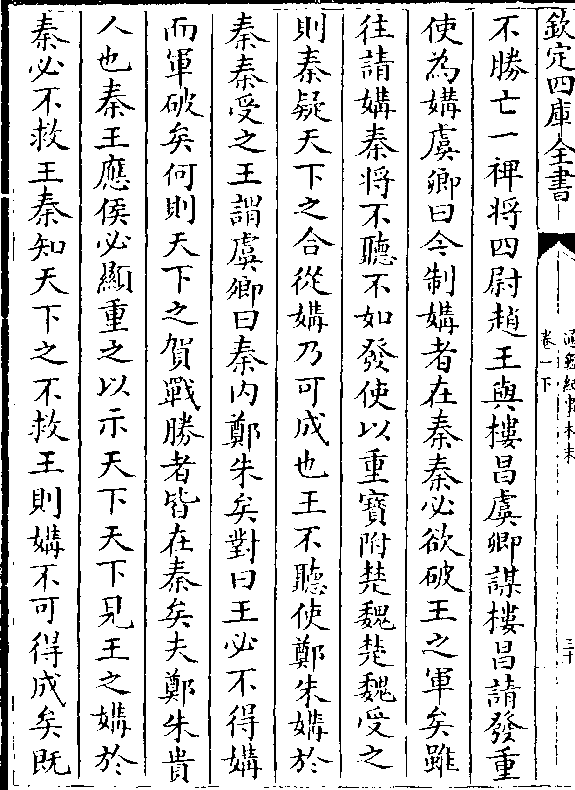 欽定四庫全書
通鑑紀事本末
卷一下
三十
不勝亡一裨將四尉趙王與樓昌虞卿謀樓昌請發重
使為媾虞卿曰今制媾者在秦秦必欲破王之軍矣雖
往請媾秦將不聽不如發使以重寶附楚魏楚魏受之
則秦疑天下之合從媾乃可成也王不聽使鄭朱媾於
秦秦受之王謂虞卿曰秦内鄭朱矣對曰王必不得媾
而軍破矣何則天下之賀戰勝者皆在秦矣夫鄭朱貴
人也秦王應侯必顯重之以示天下天下見王之媾於
秦必不救王秦知天下之不救王則媾不可得成矣既